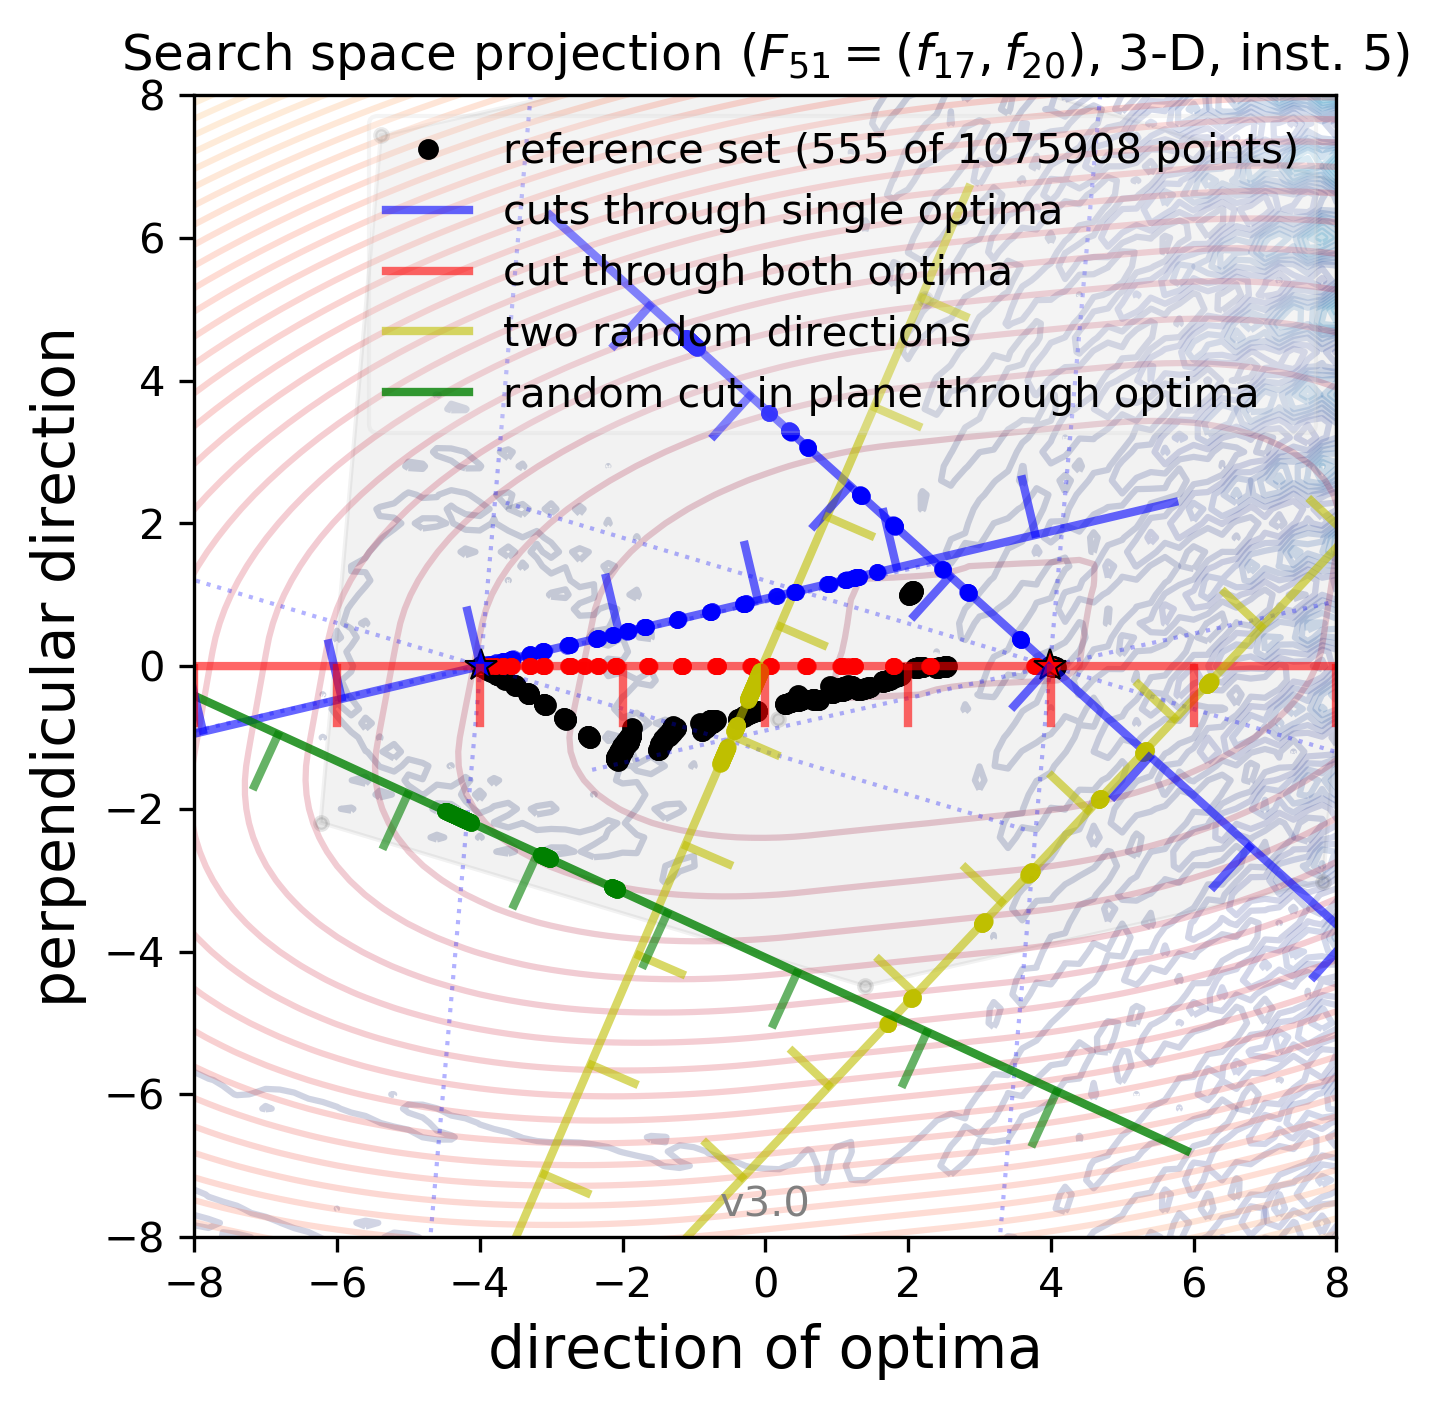 Search space projection (F51 = (f17, f20), 3-D, inst. 5)
8
6
4
2
0
−2
−4
−6
−8
perpendicular direction
reference set (555 of 1075908 points)
cuts through single optima
cut through both optima
two random directions
random cut in plane through optima
v3.0
−8 −6 −4 −2 0 2 4 6 8
direction of optima